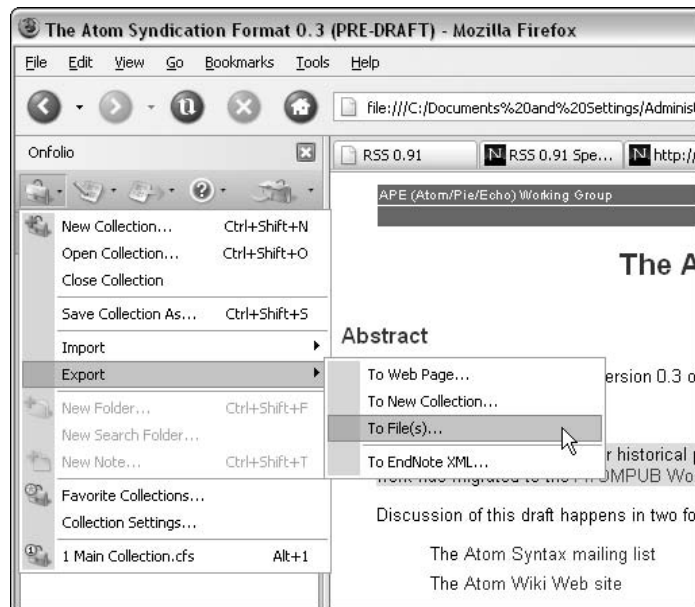 The Atom Syndication Format 0.3 (PRE-DRAFT) - Mozilla Firefox
File Edit View Go Bookmarks Tools Help
file:///C:/Documents%20and%20Settings/Adminis
Onfolio
RSS 0.91
RSS 0.91 Spe...
http://
APE (Atom/Pie/Echo) Working Group
The A
Abstract
ersion 0.3 o
r historical p
OMPUB Wo
Discussion of this draft happens in two fo
The Atom Syntax mailing list
The Atom Wiki Web site
New Collection... Ctrl+Shift+N
Open Collection... Ctrl+Shift+O
Close Collection
Save Collection As... Ctrl+Shift+S
Import
Export
New Folder... Ctrl+Shift+F
New Search Folder...
New Note... Ctrl+Shift+T
Favorite Collections...
Collection Settings...
1 Main Collection.cfs Alt+1
To Web Page...
To New Collection...
To File(s)...
To EndNote XML...